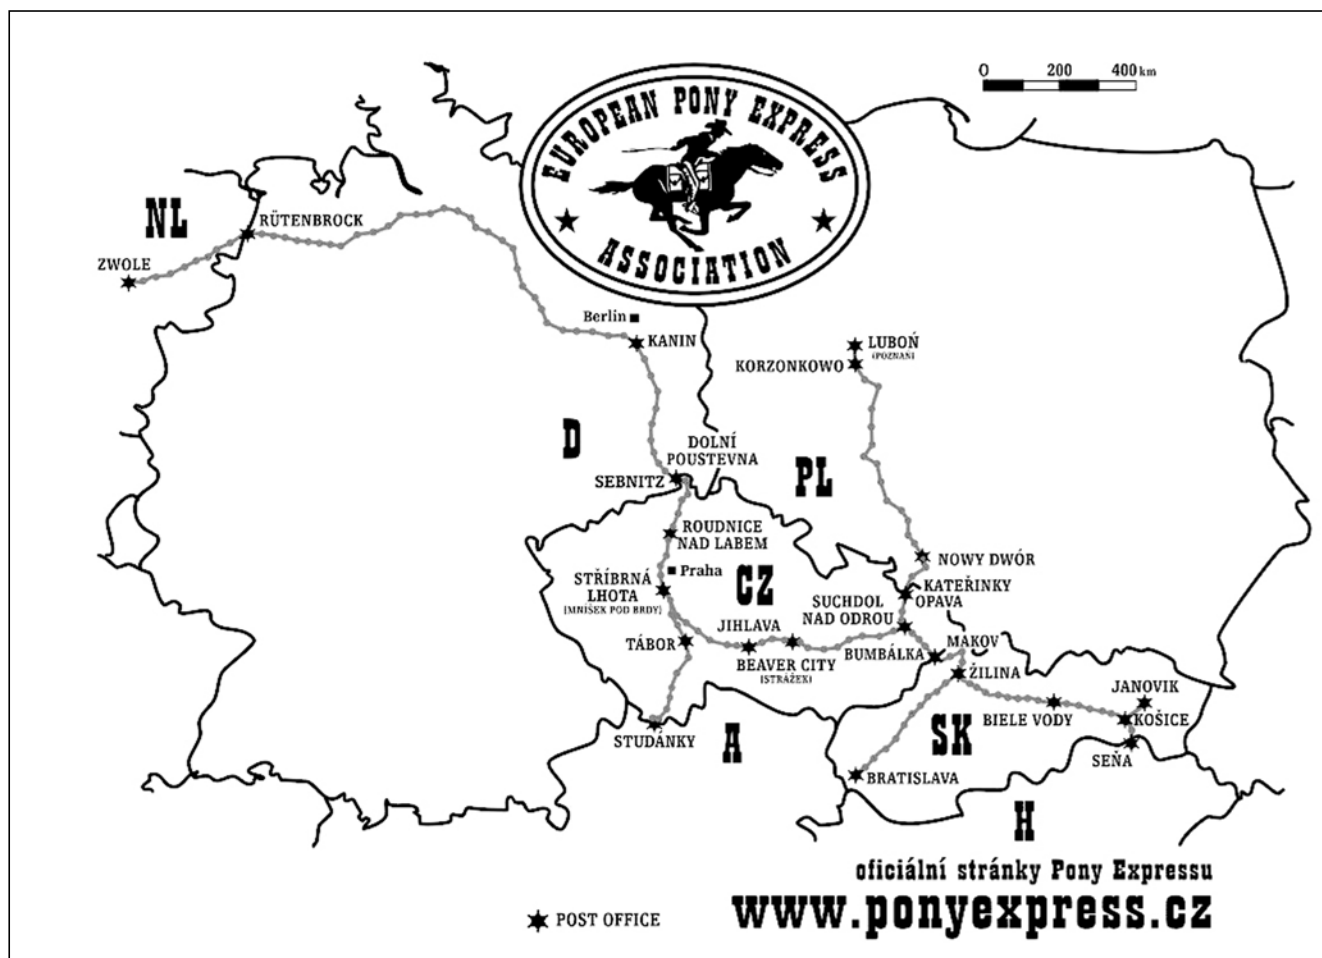 EUROPEAN PONY EXPRESS
ASSOCIATION
0 200 400 km
NL
RÜTENBROCK
ZWOLE
Berlín
KANIN
LUBOŇ
(POZNAŇ)
KORZONKOWO
D
DOLNÍ
POUSTEVNA
SEBNITZ
PL
ROUDNICE
NAD LABEM
Praha
CZ
NOWY DWÓR
STŘÍBRNÁ
LHOTA
(MNÍŠEK POD BRDY)
KATEŘINKY
OPAVA
SUCHDOL
NAD ODROU
JIHLAVA
TÁBOR
BEAVER CITY
(STRÁŽEK)
BUMBÁLKA
MAKOV
ŽILINA
JANOVIK
BIELE VODY
KOŠICE
STUDÁNKY
A
SK
SEŇA
BRATISLAVA
H
oficiální stránky Pony Expressu
www.ponyexpress.cz
POST OFFICE